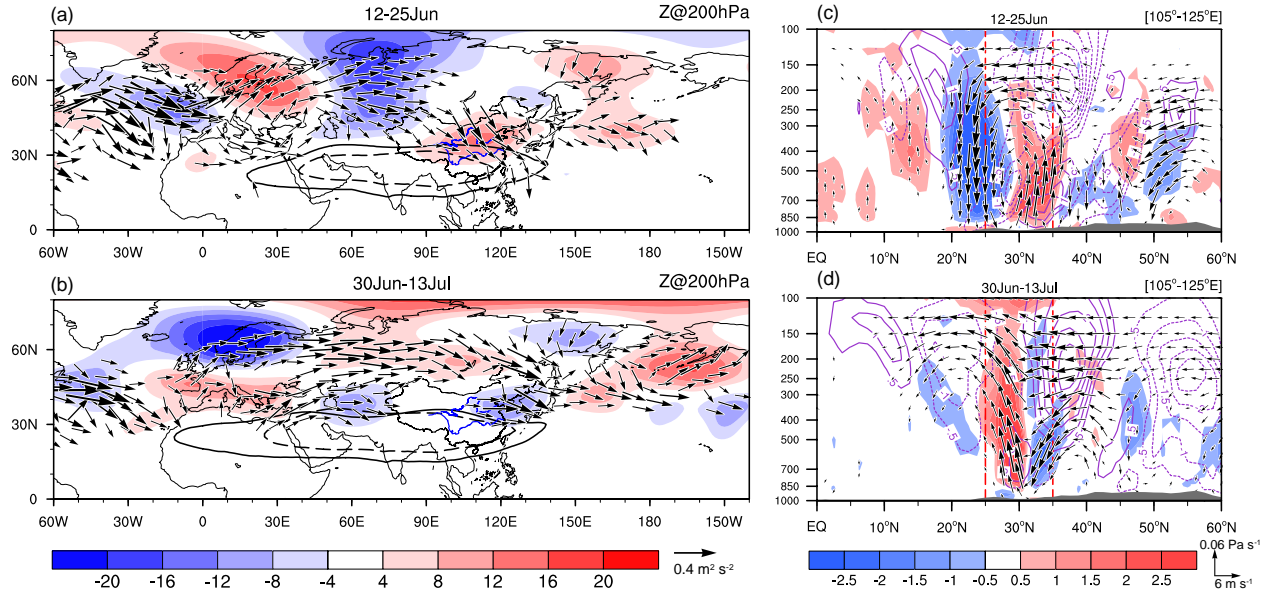 (a) 12-25Jun Z@200hPa
60N
30N
0
60W 30W 0 30E 60E 90E 120E 150E 180 150W
(b) 30Jun-13Jul Z@200hPa
60N
30N
0
60W 30W 0 30E 60E 90E 120E 150E 180 150W
-20 -16 -12 -8 -4 4 8 12 16 20
0.4 m² s⁻²
(c) 12-25Jun [105°-125°E]
100
150
200
250
300
400
500
700
850
1000
EQ 10°N 20°N 30°N 40°N 50°N 60°N
(d) 30Jun-13Jul [105°-125°E]
100
150
200
250
300
400
500
700
850
1000
EQ 10°N 20°N 30°N 40°N 50°N 60°N
-2.5 -2 -1.5 -1 -0.5 0.5 1 1.5 2 2.5
0.06 Pa s⁻¹
6 m s⁻¹